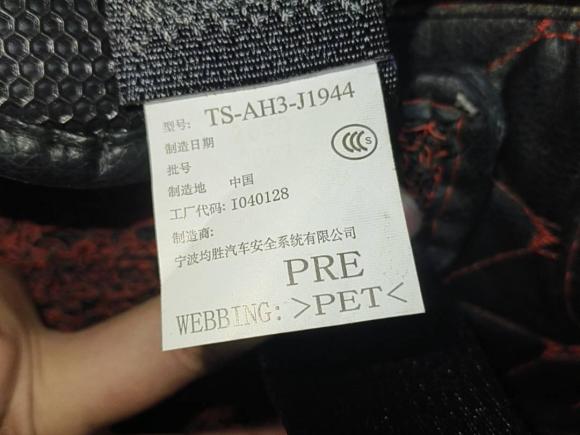 型号: TS-AH3-J1944
制造日期
批号
制造地 中国
工厂代码: I040128
制造商:
宁波均胜汽车安全系统有限公司
PRE
WEBBING: >PET<
CCC S